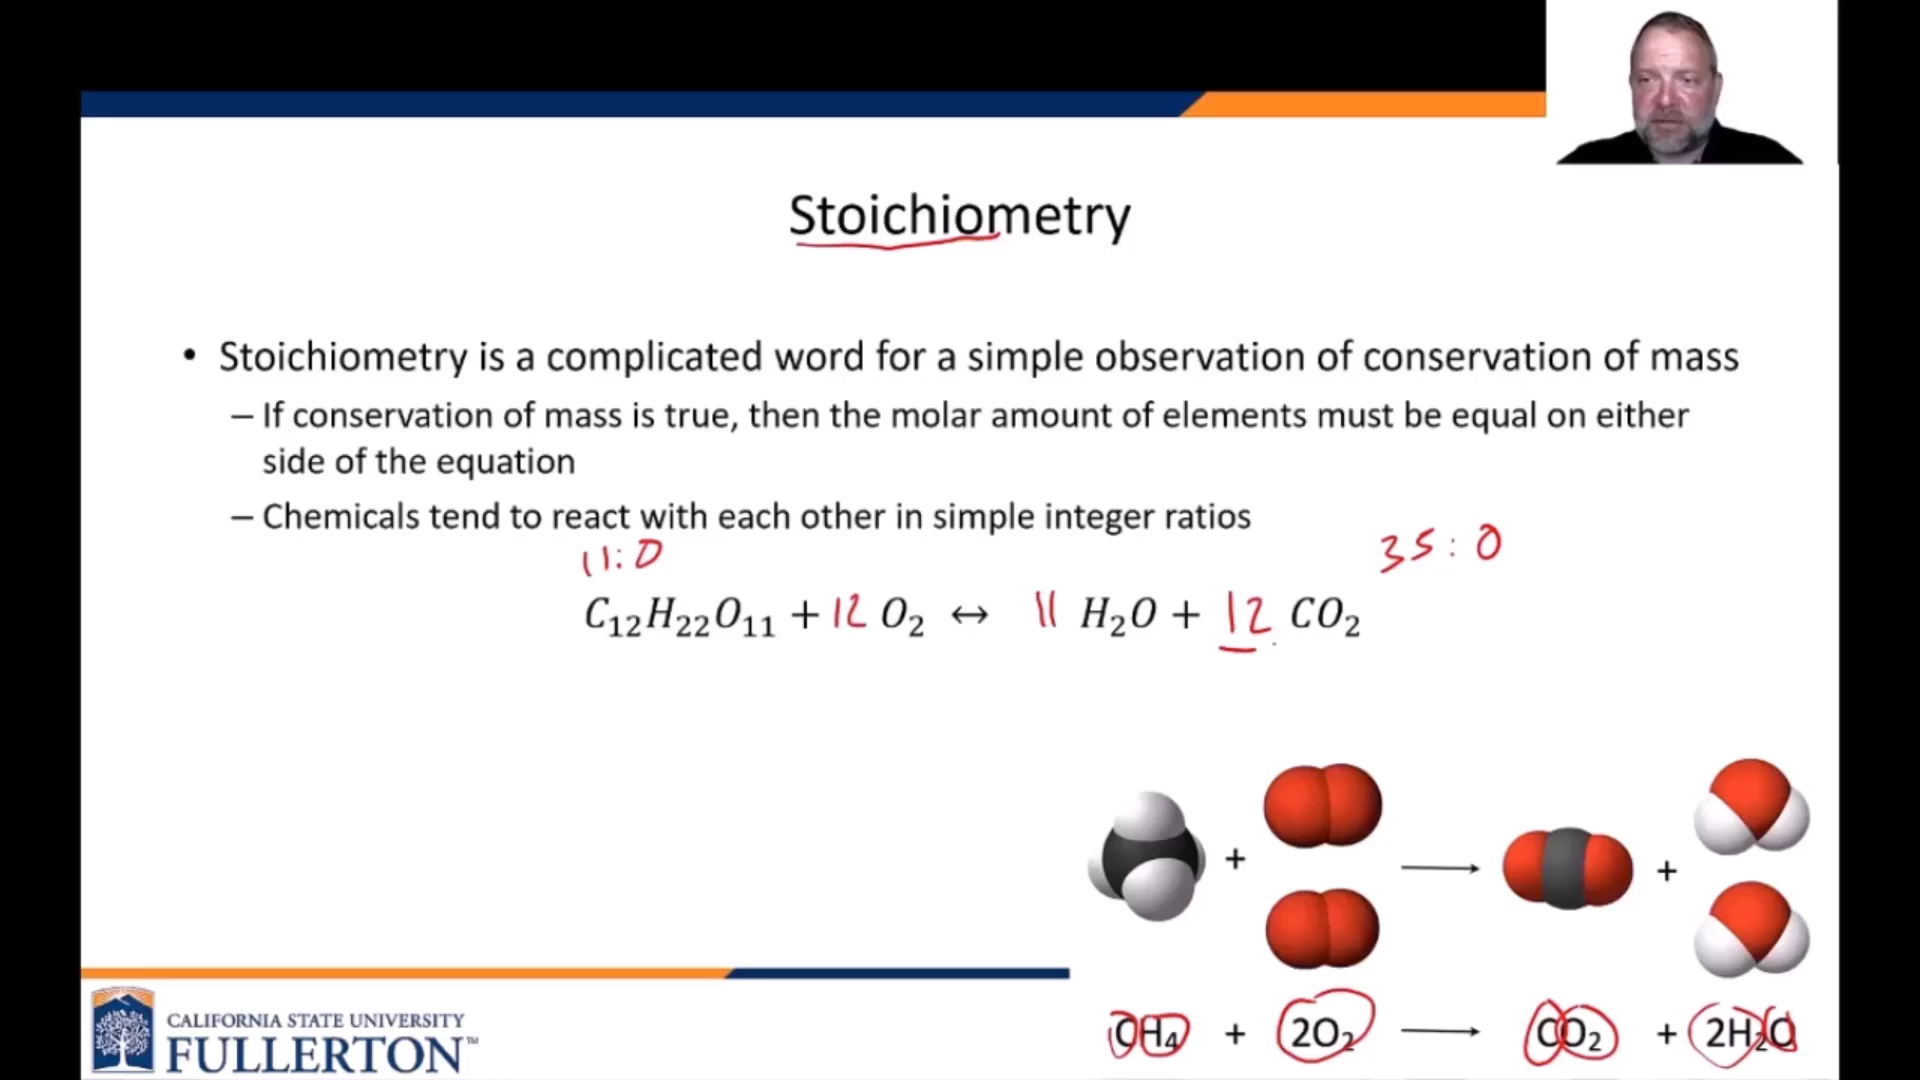 Stoichiometry
• Stoichiometry is a complicated word for a simple observation of conservation of mass
– If conservation of mass is true, then the molar amount of elements must be equal on either
side of the equation
– Chemicals tend to react with each other in simple integer ratios
11:O 35:O
C₁₂H₂₂O₁₁ + 12 O₂ ↔ 11 H₂O + 12 CO₂
+ → +
CH₄ + 2O₂ → CO₂ + 2H₂O
CALIFORNIA STATE UNIVERSITY
FULLERTON™